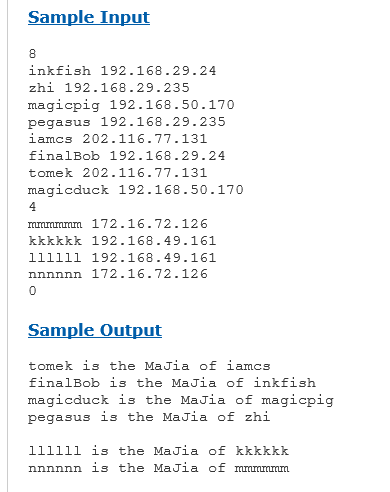 Sample Input
8
inkfish 192.168.29.24
zhi 192.168.29.235
magicpig 192.168.50.170
pegasus 192.168.29.235
iamcs 202.116.77.131
finalBob 192.168.29.24
tomek 202.116.77.131
magicduck 192.168.50.170
4
mmmmmm 172.16.72.126
kkkkkk 192.168.49.161
llllll 192.168.49.161
nnnnnn 172.16.72.126
0
Sample Output
tomek is the MaJia of iamcs
finalBob is the MaJia of inkfish
magicduck is the MaJia of magicpig
pegasus is the MaJia of zhi
llllll is the MaJia of kkkkkk
nnnnnn is the MaJia of mmmmmm